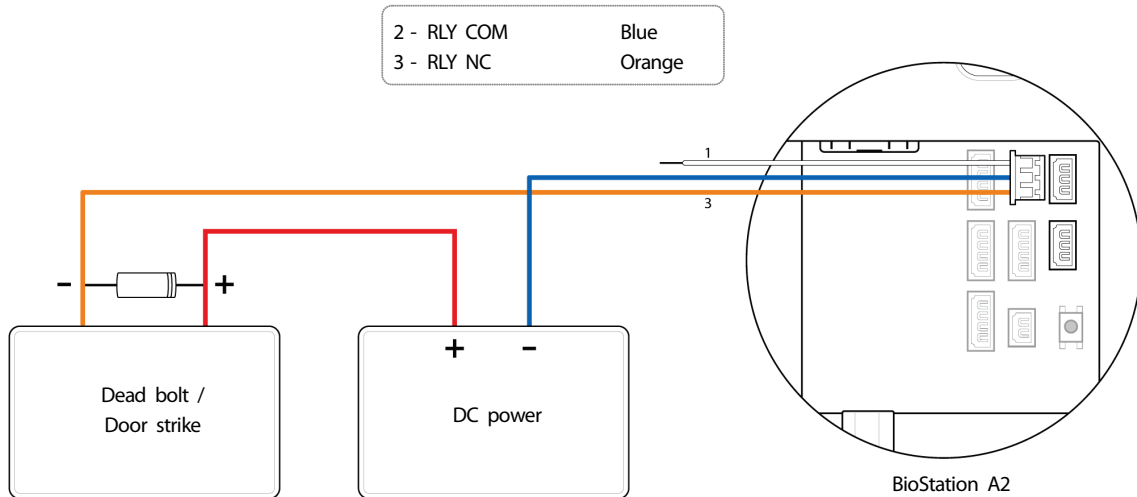 2 - RLY COM Blue
3 - RLY NC Orange
1
3
- +
+ -
Dead bolt /
Door strike
DC power
BioStation A2